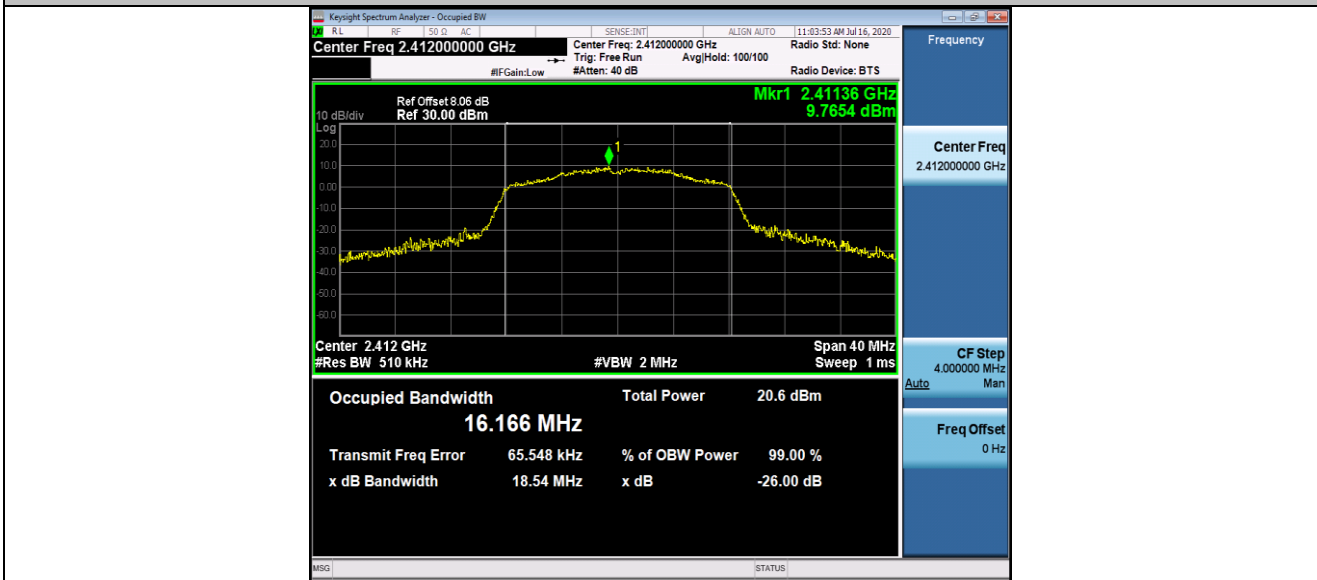 Keysight Spectrum Analyzer - Occupied BW
RL RF 50 Ω AC SENSE:INT ALIGN AUTO 11:03:53 AM Jul 16, 2020
Center Freq 2.412000000 GHz Center Freq: 2.412000000 GHz Radio Std: None
Trig: Free Run Avg|Hold: 100/100
#IFGain:Low #Atten: 40 dB Radio Device: BTS
Frequency
Mkr1 2.41136 GHz
9.7654 dBm
Ref Offset 8.06 dB
10 dB/div Ref 30.00 dBm
Log
20.0
10.0
0.00
-10.0
-20.0
-30.0
-40.0
-50.0
-60.0
1
Center Freq
2.412000000 GHz
Center 2.412 GHz Span 40 MHz
#Res BW 510 kHz #VBW 2 MHz Sweep 1 ms
CF Step
4.000000 MHz
Auto Man
Occupied Bandwidth Total Power 20.6 dBm
16.166 MHz
Transmit Freq Error 65.548 kHz % of OBW Power 99.00 %
x dB Bandwidth 18.54 MHz x dB -26.00 dB
Freq Offset
0 Hz
MSG STATUS